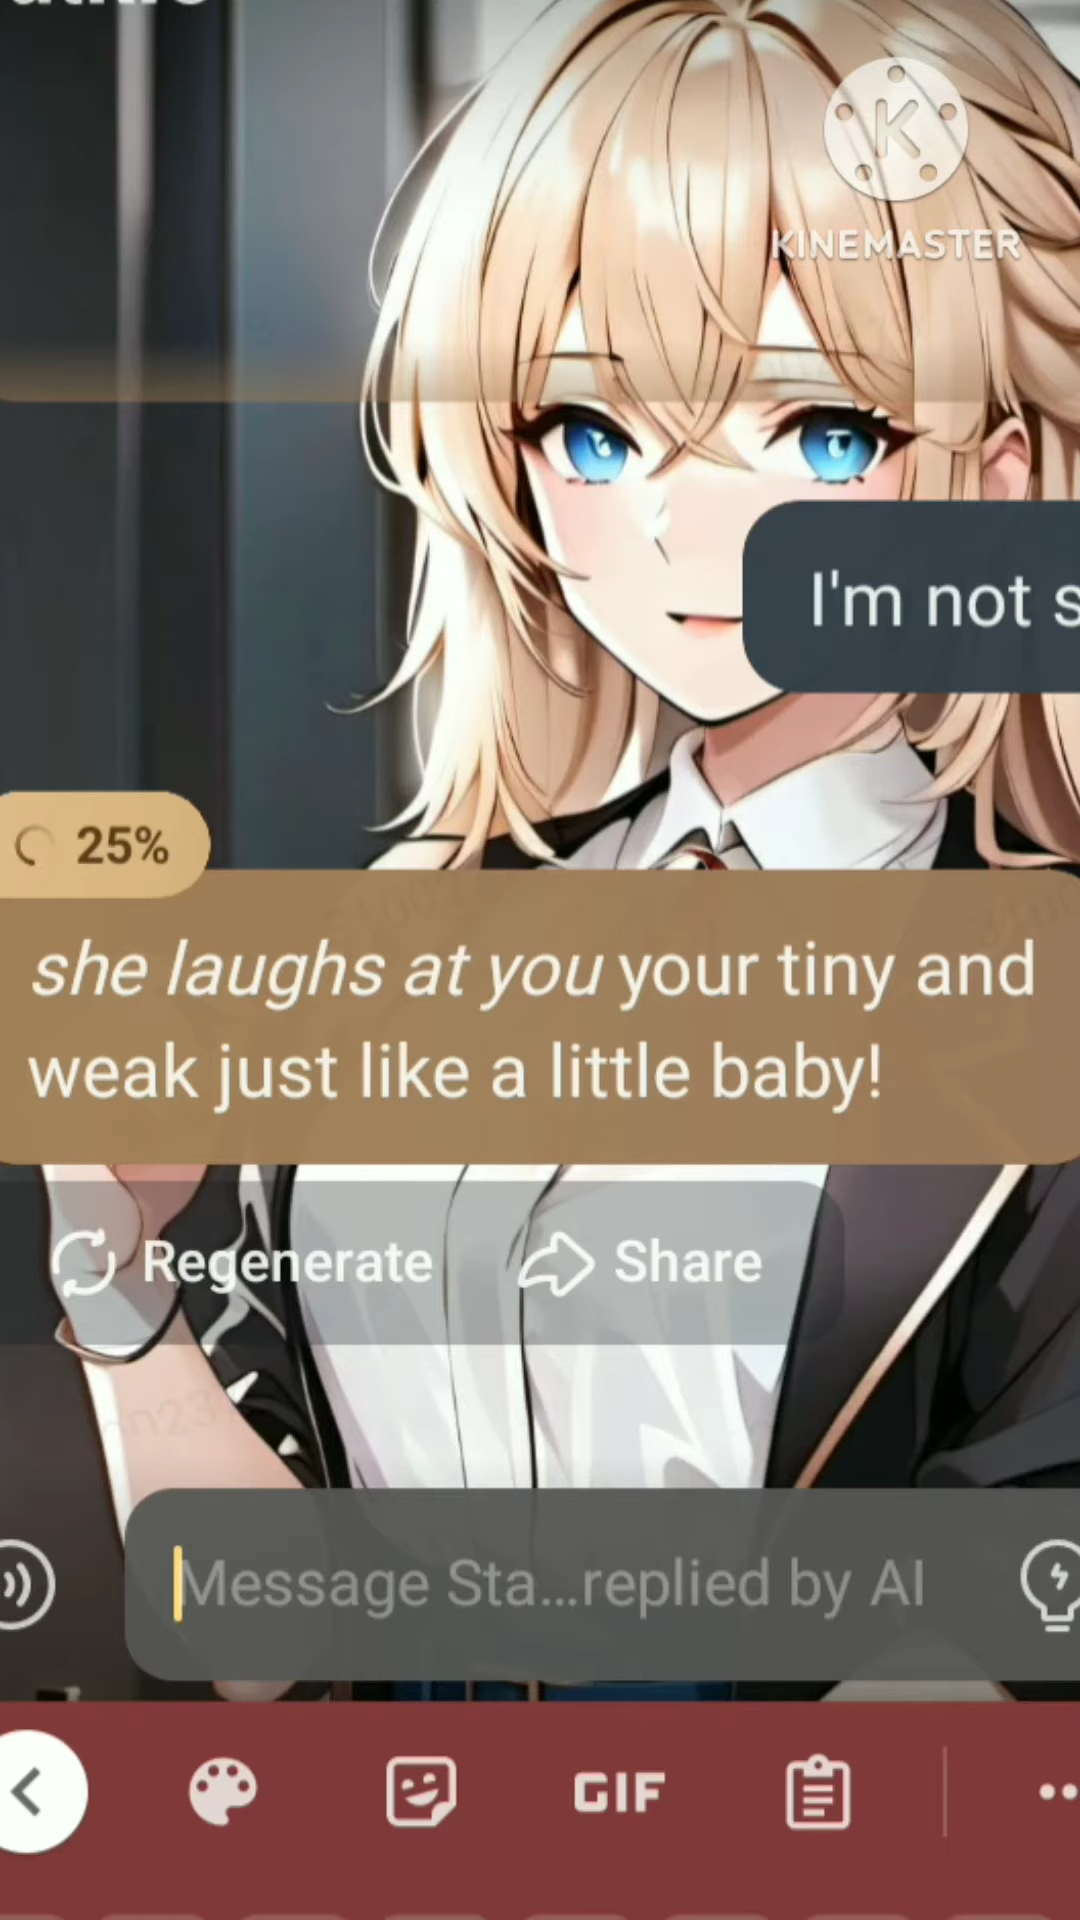 K
KINEMASTER
I'm not s
25%
she laughs at you your tiny and
weak just like a little baby!
Regenerate
Share
Message Sta...replied by AI
GIF